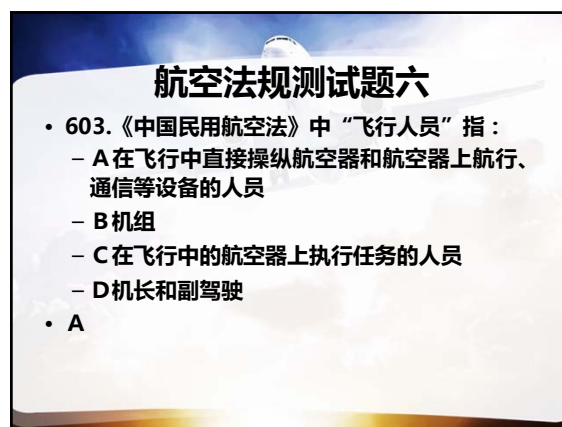 航空法规测试题六
• 603.《中国民用航空法》中“飞行人员”指：
– A在飞行中直接操纵航空器和航空器上航行、
通信等设备的人员
– B机组
– C在飞行中的航空器上执行任务的人员
– D机长和副驾驶
• A